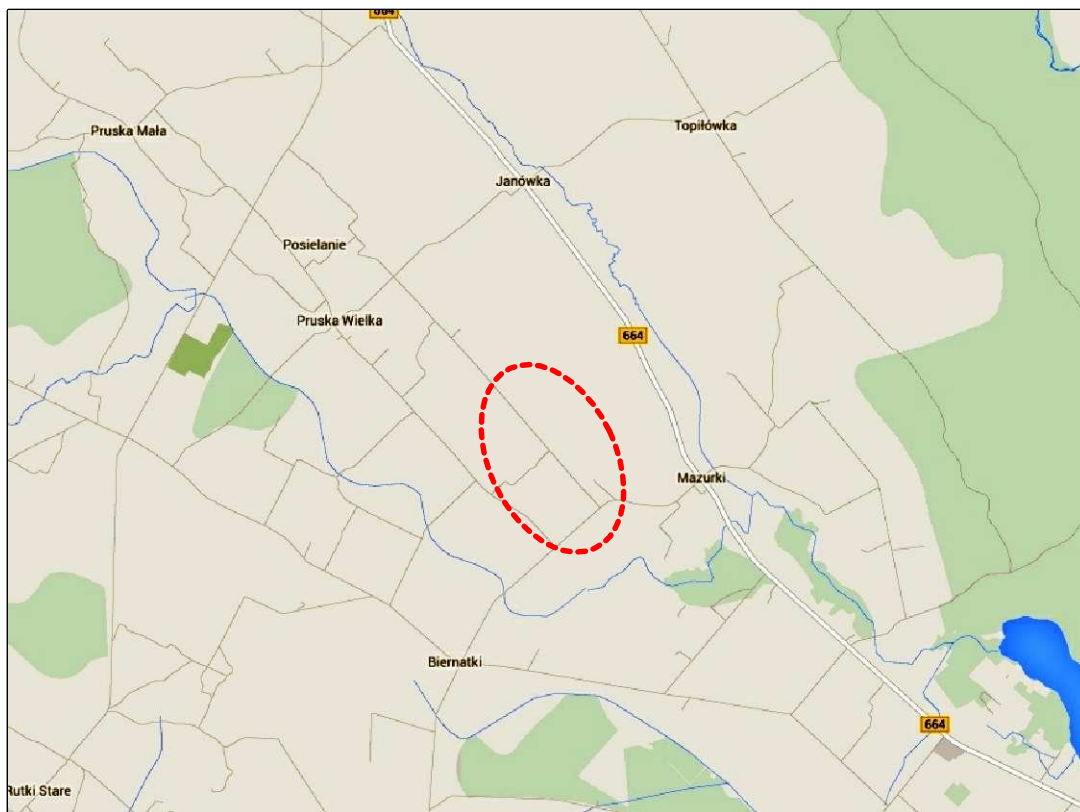 664
Pruska Mała
Topiłówka
Janówka
Posielanie
Pruska Wielka
664
Mazurki
Biernatki
664
Rutki Stare